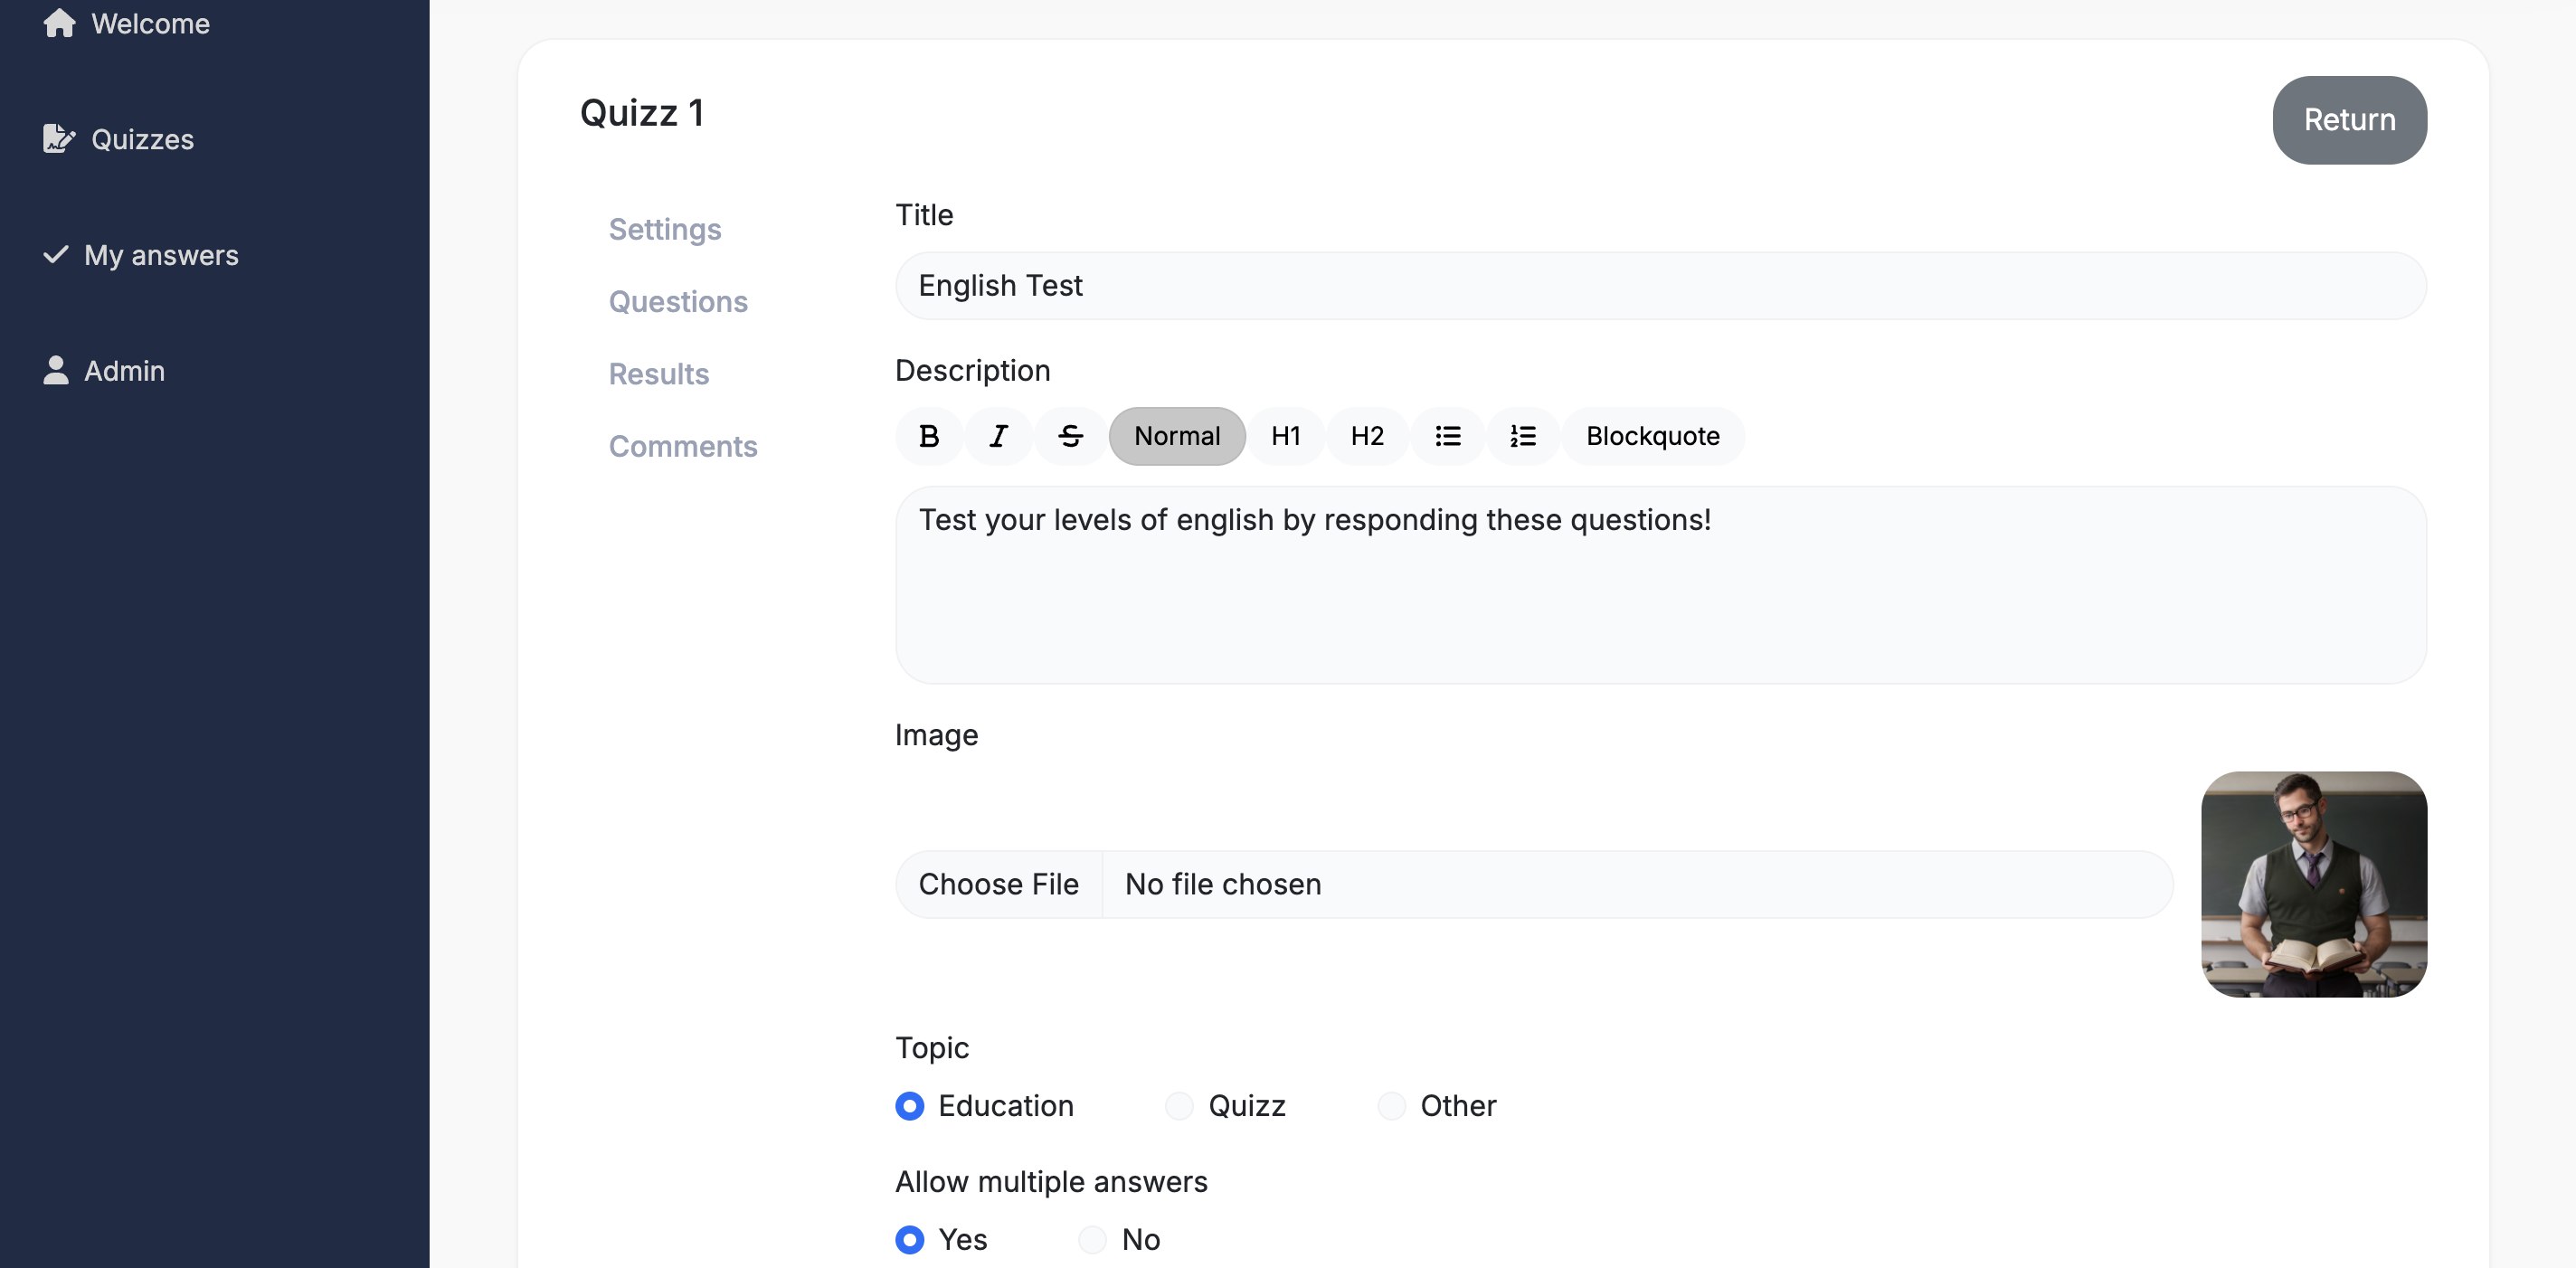 Welcome
Quizzes
My answers
Admin
Quizz 1
Return
Settings
Questions
Results
Comments
Title
English Test
Description
B I S Normal H1 H2 Blockquote
Test your levels of english by responding these questions!
Image
Choose File No file chosen
Topic
Education Quizz Other
Allow multiple answers
Yes No